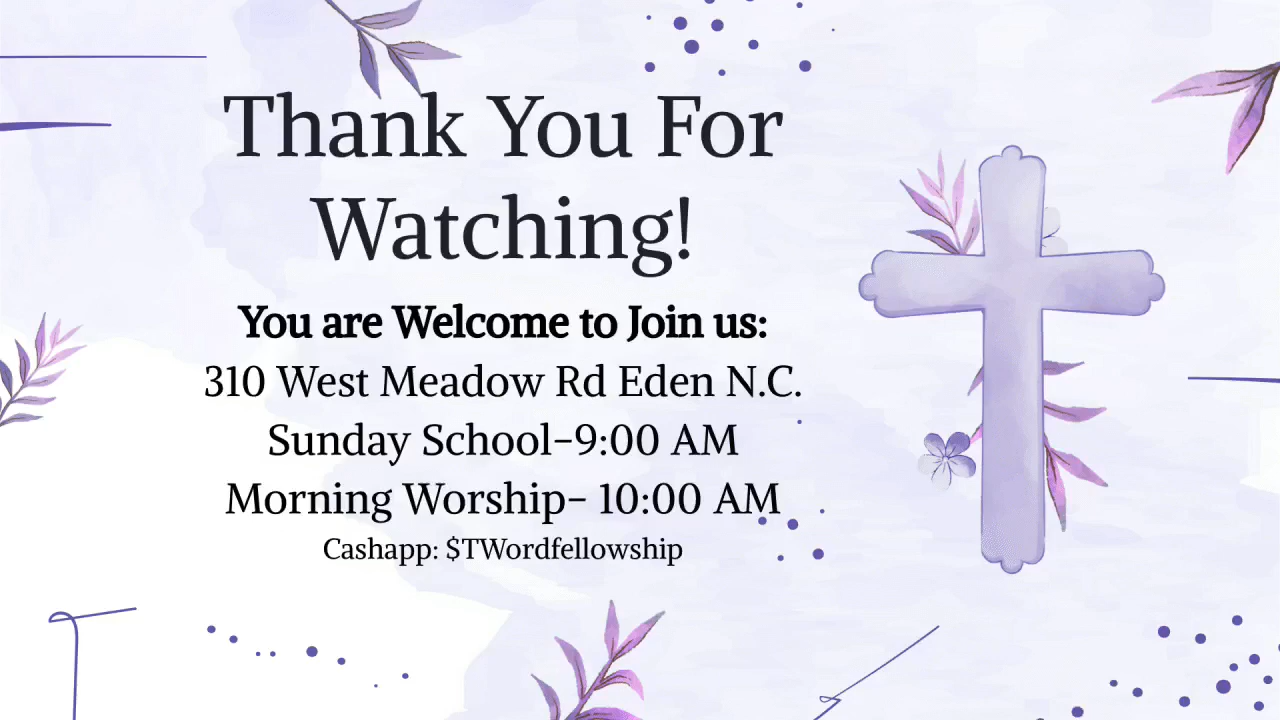 Thank You For
Watching!
You are Welcome to Join us:
310 West Meadow Rd Eden N.C.
Sunday School-9:00 AM
Morning Worship- 10:00 AM
Cashapp: $TWordfellowship